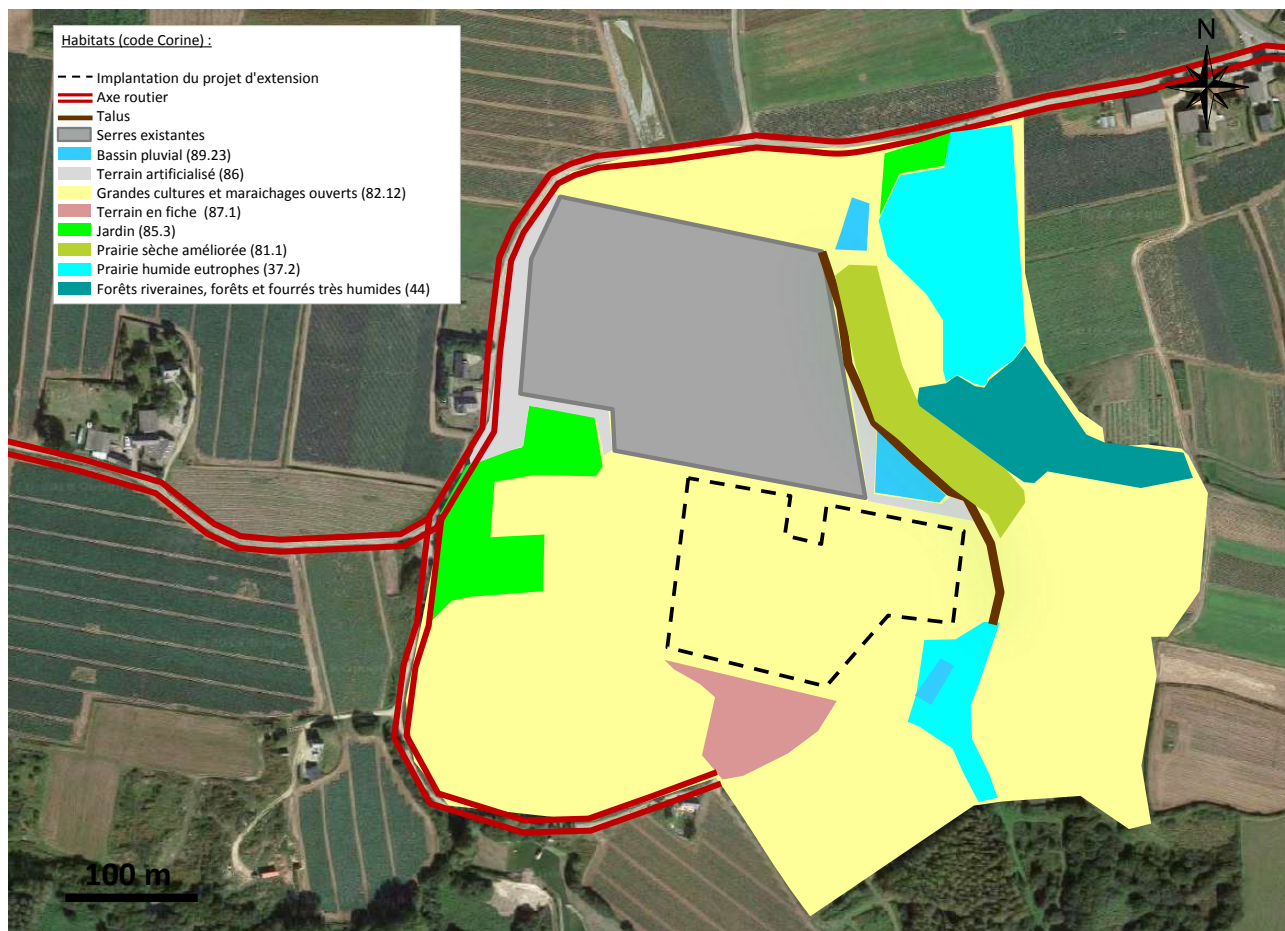 Habitats (code Corine) :
Implantation du projet d'extension
Axe routier
Talus
Serres existantes
Bassin pluvial (89.23)
Terrain artificialisé (86)
Grandes cultures et maraichages ouverts (82.12)
Terrain en fiche (87.1)
Jardin (85.3)
Prairie sèche améliorée (81.1)
Prairie humide eutrophes (37.2)
Forêts riveraines, forêts et fourrés très humides (44)
N
100 m